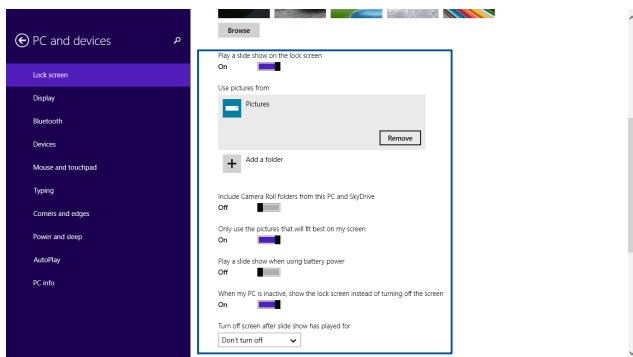 PC and devices
Lock screen
Display
Bluetooth
Devices
Mouse and touchpad
Typing
Corners and edges
Power and sleep
AutoPlay
PC info
Browse
Play a slide show on the lock screen
On
Use pictures from
Pictures
Remove
Add a folder
Include Camera Roll folders from this PC and SkyDrive
Off
Only use the pictures that will fit best on my screen
On
Play a slide show when using battery power
Off
When my PC is inactive, show the lock screen instead of turning off the screen
On
Turn off screen after slide show has played for
Don't turn off